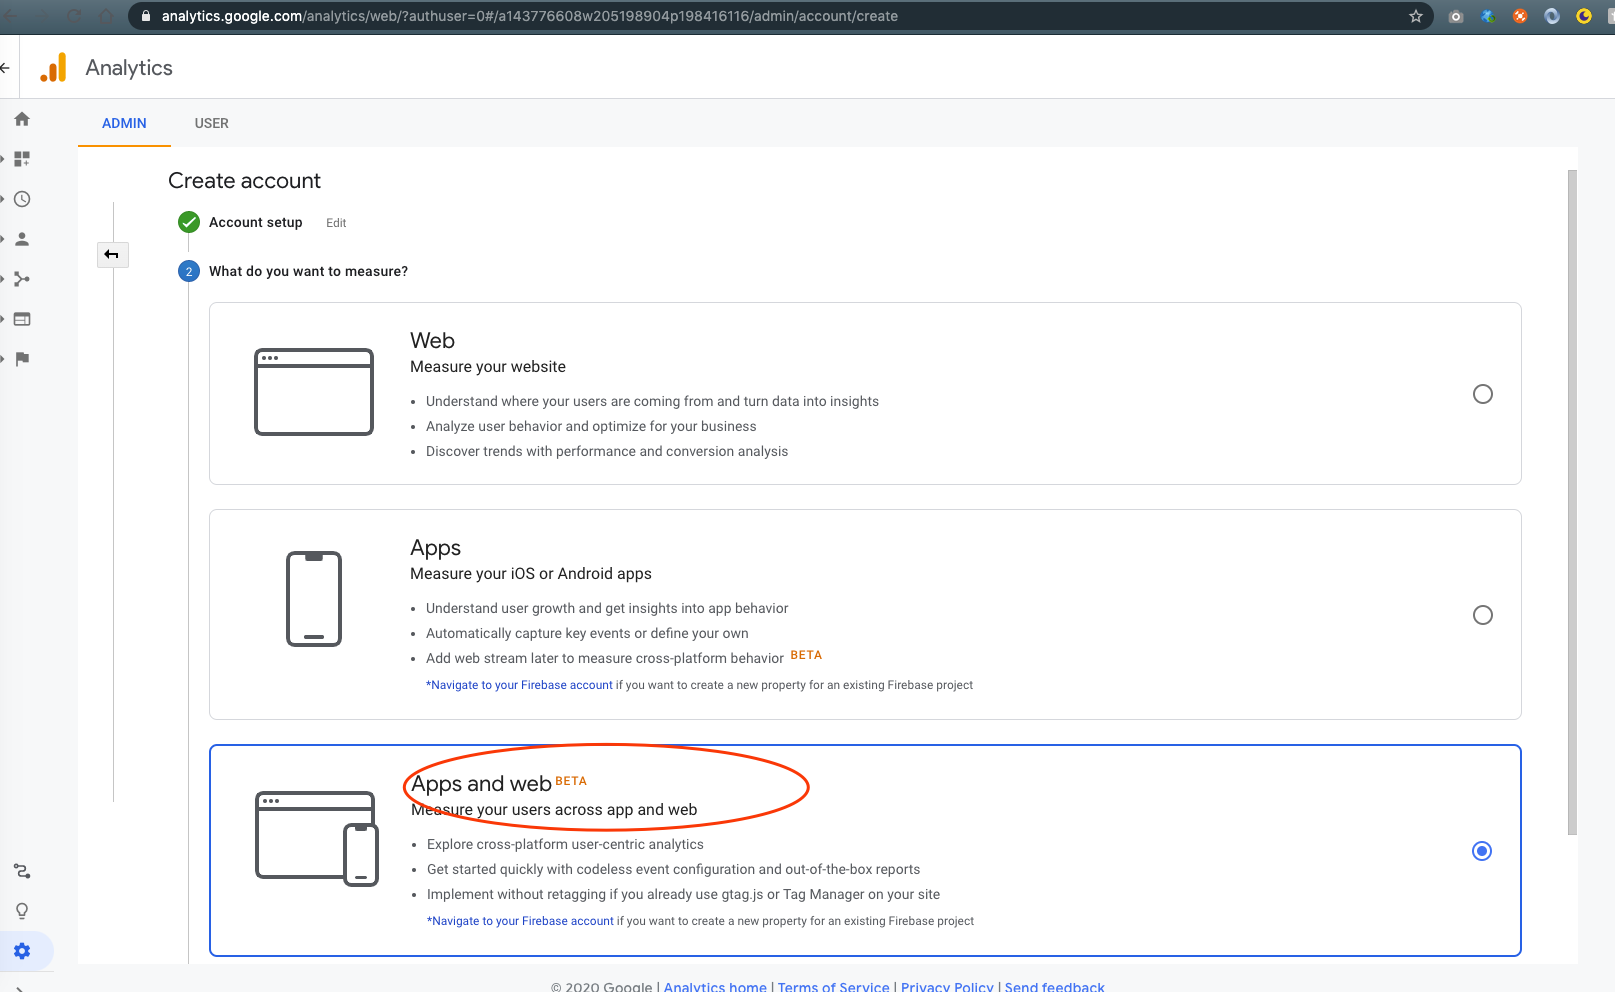 analytics.google.com/analytics/web/?authuser=0#/a143776608w205198904p198416116/admin/account/create
Analytics
ADMIN USER
Create account
Account setup Edit
2 What do you want to measure?
Web
Measure your website
• Understand where your users are coming from and turn data into insights
• Analyze user behavior and optimize for your business
• Discover trends with performance and conversion analysis
Apps
Measure your iOS or Android apps
• Understand user growth and get insights into app behavior
• Automatically capture key events or define your own
• Add web stream later to measure cross-platform behavior BETA
*Navigate to your Firebase account if you want to create a new property for an existing Firebase project
Apps and web BETA
Measure your users across app and web
• Explore cross-platform user-centric analytics
• Get started quickly with codeless event configuration and out-of-the-box reports
• Implement without retagging if you already use gtag.js or Tag Manager on your site
*Navigate to your Firebase account if you want to create a new property for an existing Firebase project
© 2020 Google | Analytics home | Terms of Service | Privacy Policy | Send feedback